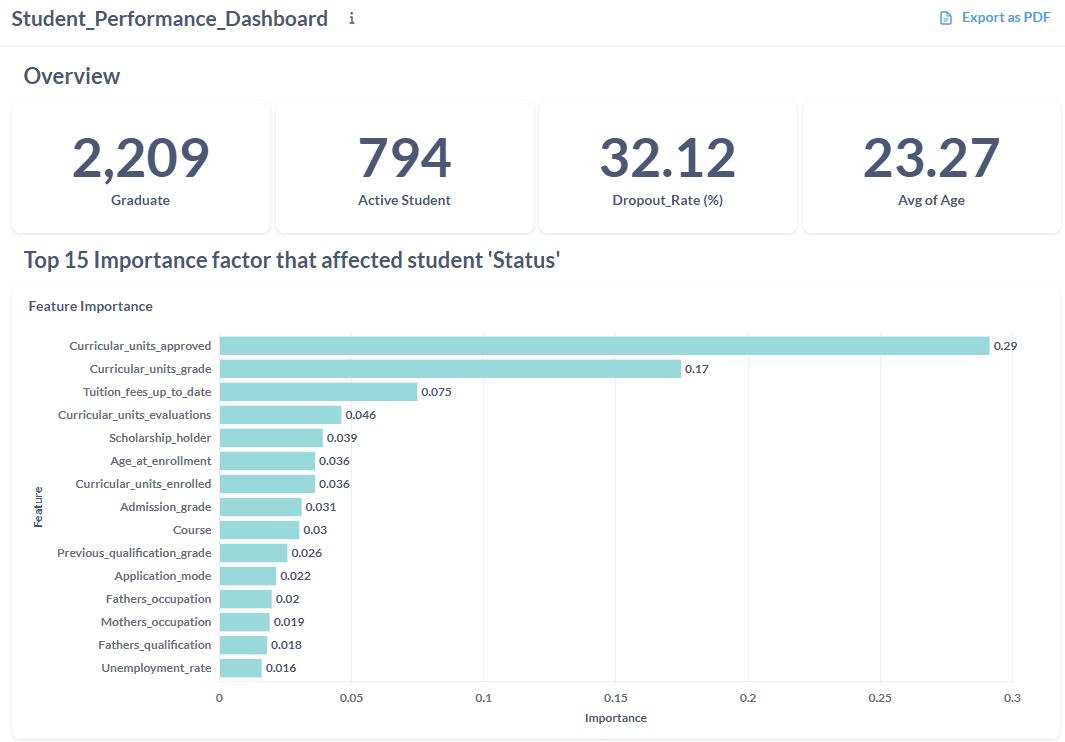 Student_Performance_Dashboard
Export as PDF
Overview
2,209
Graduate
794
Active Student
32.12
Dropout_Rate (%)
23.27
Avg of Age
Top 15 Importance factor that affected student 'Status'
Feature Importance
Curricular_units_approved 0.29
Curricular_units_grade 0.17
Tuition_fees_up_to_date 0.075
Curricular_units_evaluations 0.046
Scholarship_holder 0.039
Age_at_enrollment 0.036
Curricular_units_enrolled 0.036
Admission_grade 0.031
Course 0.03
Previous_qualification_grade 0.026
Application_mode 0.022
Fathers_occupation 0.02
Mothers_occupation 0.019
Fathers_qualification 0.018
Unemployment_rate 0.016
Feature
0 0.05 0.1 0.15 0.2 0.25 0.3
Importance